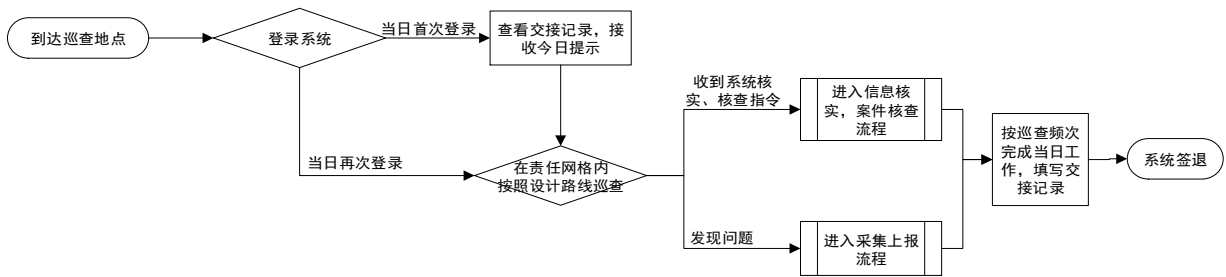 到达巡查地点
登录系统
当日首次登录
查看交接记录，接
收今日提示
当日再次登录
在责任网格内
按照设计路线巡查
收到系统核
实、核查指令
进入信息核
实，案件核查
流程
发现问题
进入采集上报
流程
按巡查频次
完成当日工
作，填写交
接记录
系统签退